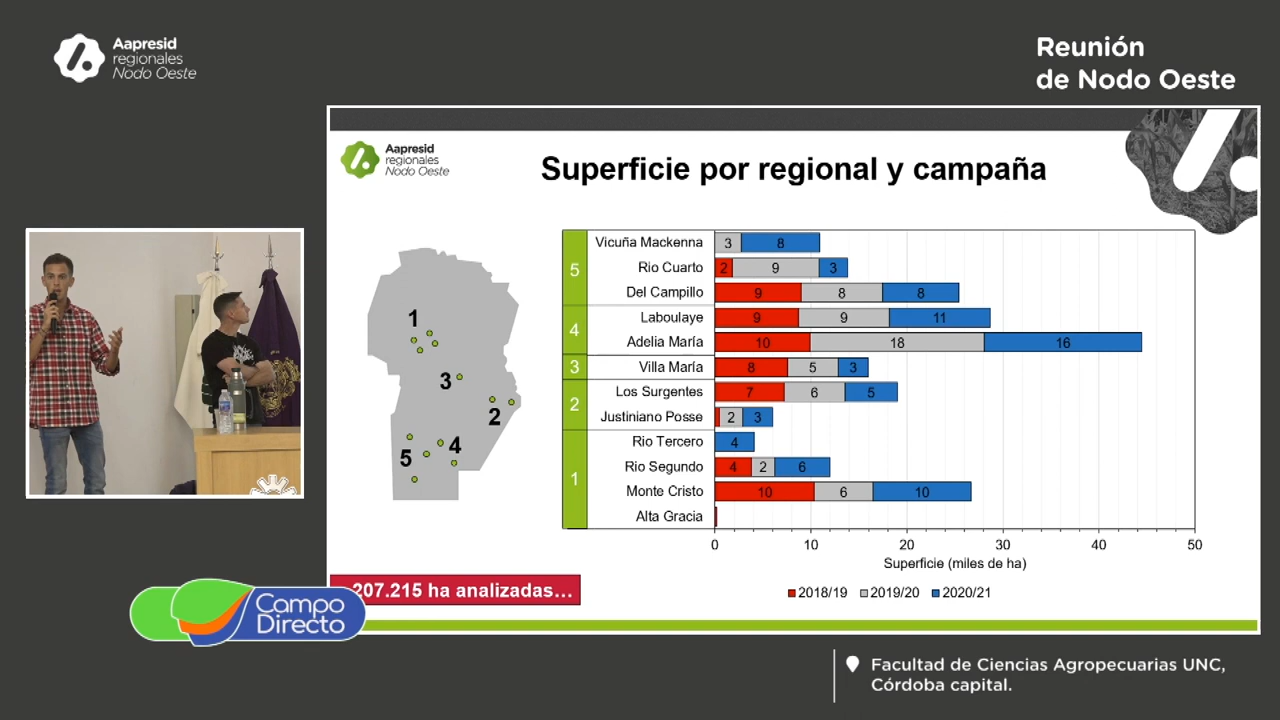 Aapresid
regionales
Nodo Oeste
Reunión
de Nodo Oeste
Aapresid
regionales
Nodo Oeste
Superficie por regional y campaña
1
3
2
4
5
5
Vicuña Mackenna 3 8
Rio Cuarto 2 9 3
Del Campillo 9 8 8
4
Laboulaye 9 9 11
Adelia María 10 18 16
3
Villa María 8 5 3
2
Los Surgentes 7 6 5
Justiniano Posse 2 3
1
Rio Tercero 4
Rio Segundo 4 2 6
Monte Cristo 10 6 10
Alta Gracia
0 10 20 30 40 50
Superficie (miles de ha)
2018/19 2019/20 2020/21
207.215 ha analizadas...
Campo
Directo
Facultad de Ciencias Agropecuarias UNC,
Córdoba capital.